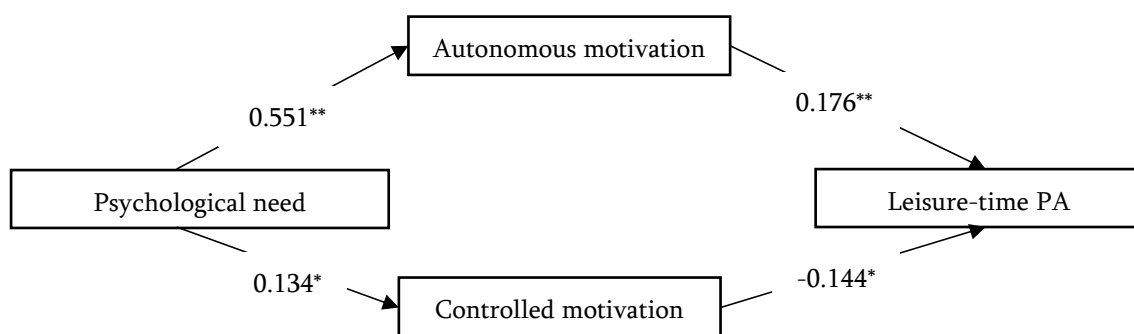 Autonomous motivation
0.551**
0.176**
Psychological need
Leisure-time PA
0.134*
-0.144*
Controlled motivation